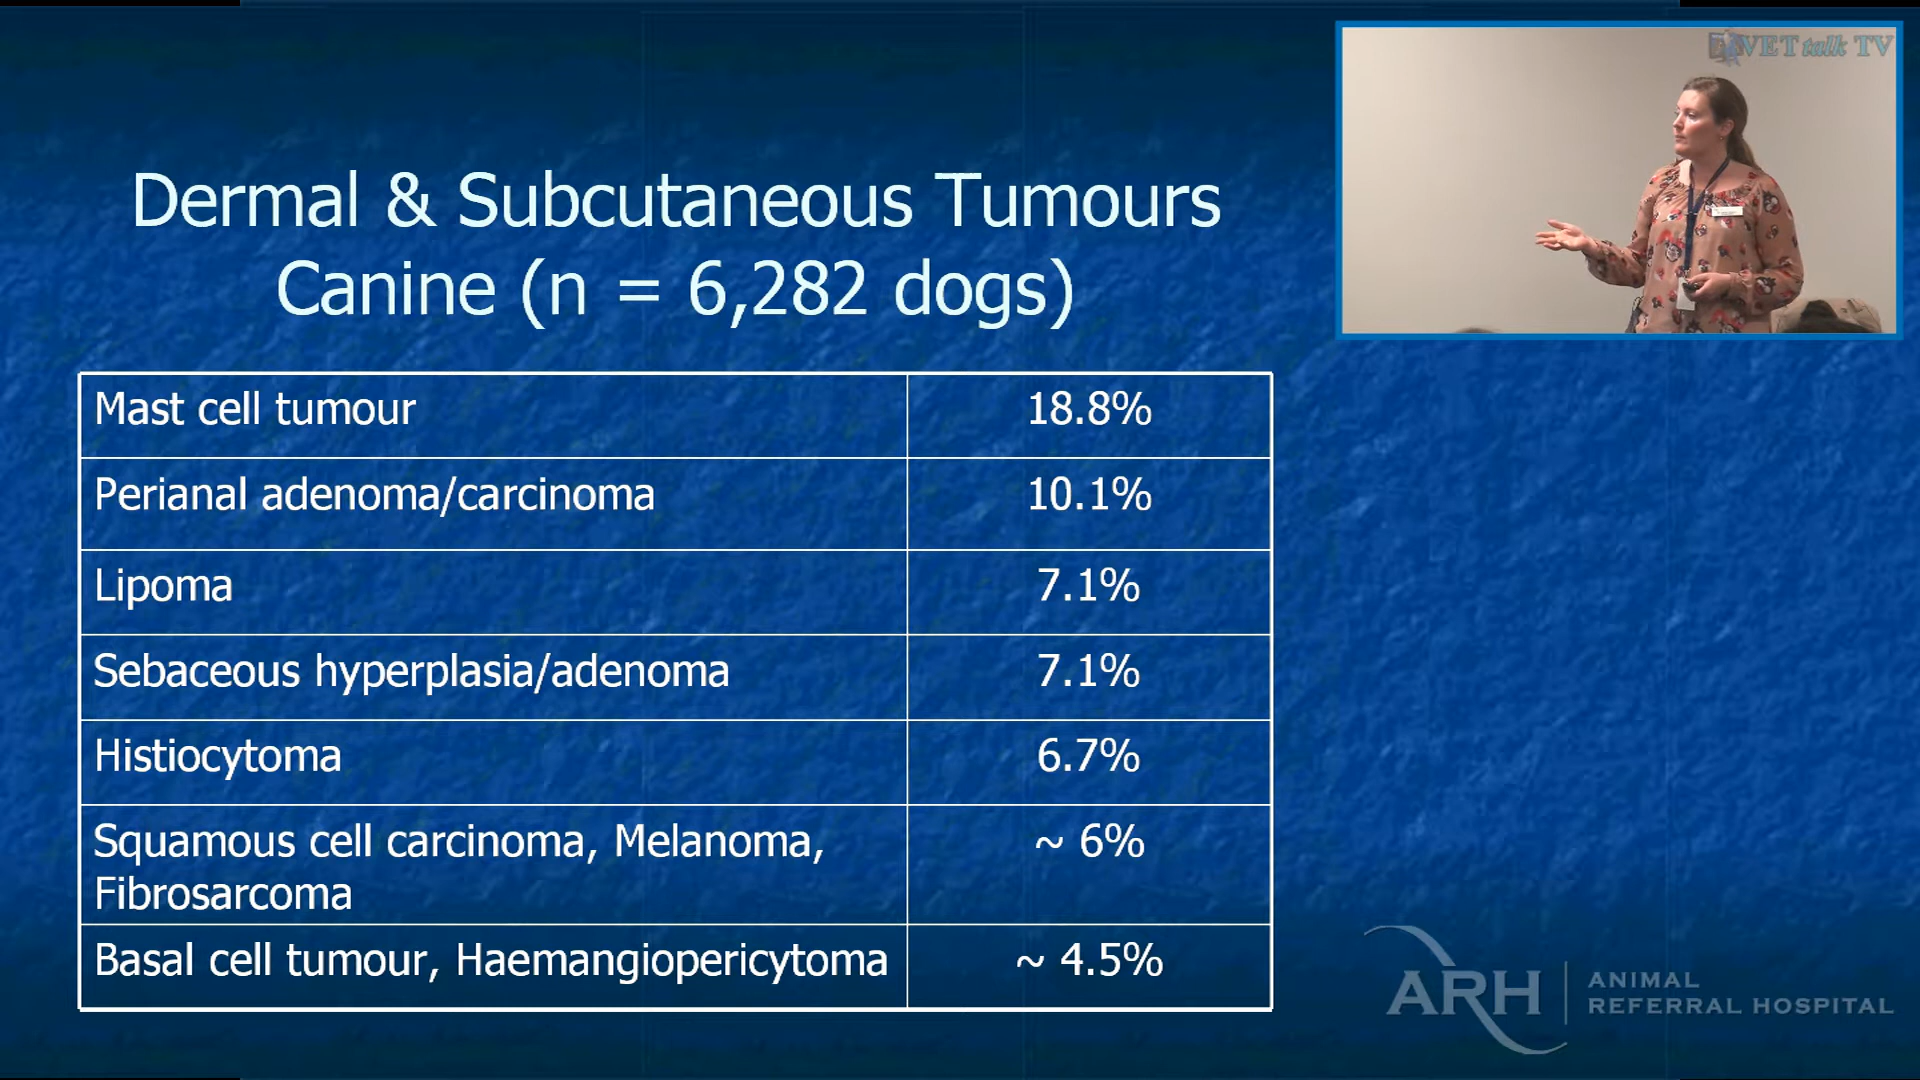 VET talk TV
Dermal & Subcutaneous Tumours
Canine (n = 6,282 dogs)
Mast cell tumour 18.8%
Perianal adenoma/carcinoma 10.1%
Lipoma 7.1%
Sebaceous hyperplasia/adenoma 7.1%
Histiocytoma 6.7%
Squamous cell carcinoma, Melanoma, ~ 6%
Fibrosarcoma
Basal cell tumour, Haemangiopericytoma ~ 4.5%
ARH ANIMAL
REFERRAL HOSPITAL